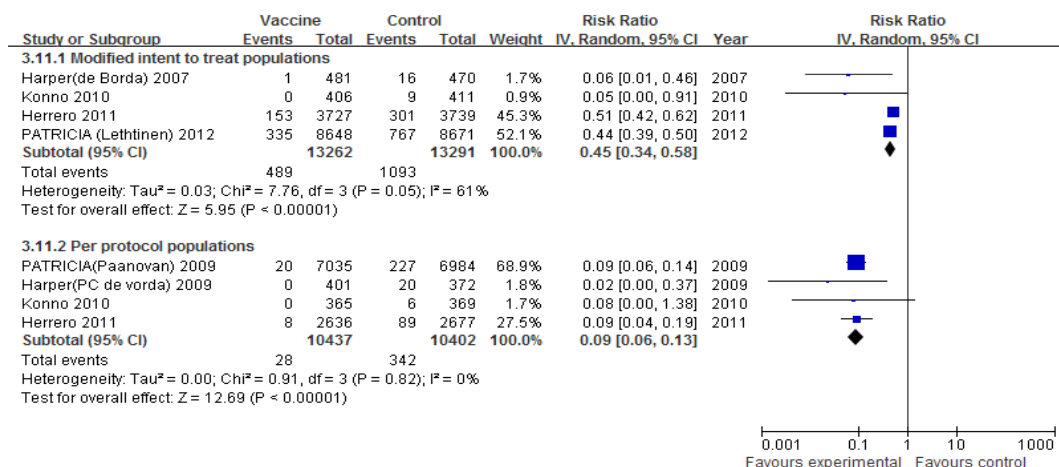 Vaccine Control Risk Ratio Risk Ratio
Study or Subgroup Events Total Events Total Weight IV, Random, 95% CI Year IV, Random, 95% CI
3.11.1 Modified intent to treat populations
Harper(de Borda) 2007 1 481 16 470 1.7% 0.06 [0.01, 0.46] 2007
Konno 2010 0 406 9 411 0.9% 0.05 [0.00, 0.91] 2010
Herrero 2011 153 3727 301 3739 45.3% 0.51 [0.42, 0.62] 2011
PATRICIA (Lethtinen) 2012 335 8648 767 8671 52.1% 0.44 [0.39, 0.50] 2012
Subtotal (95% CI) 13262 13291 100.0% 0.45 [0.34, 0.58]
Total events 489 1093
Heterogeneity: Tau² = 0.03; Chi² = 7.76, df = 3 (P = 0.05); I² = 61%
Test for overall effect: Z = 5.95 (P < 0.00001)
3.11.2 Per protocol populations
PATRICIA(Paanovan) 2009 20 7035 227 6984 68.9% 0.09 [0.06, 0.14] 2009
Harper(PC de vorda) 2009 0 401 20 372 1.8% 0.02 [0.00, 0.37] 2009
Konno 2010 0 365 6 369 1.7% 0.08 [0.00, 1.38] 2010
Herrero 2011 8 2636 89 2677 27.5% 0.09 [0.04, 0.19] 2011
Subtotal (95% CI) 10437 10402 100.0% 0.09 [0.06, 0.13]
Total events 28 342
Heterogeneity: Tau² = 0.00; Chi² = 0.91, df = 3 (P = 0.82); I² = 0%
Test for overall effect: Z = 12.69 (P < 0.00001)
0.001 0.1 1 10 1000
Favours experimental Favours control